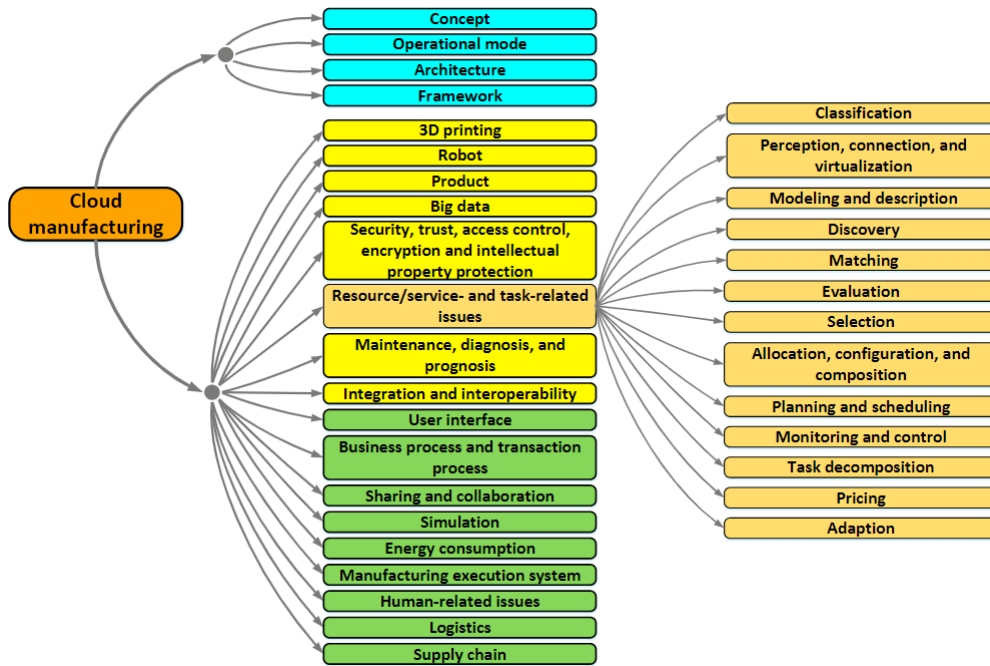 Cloud
manufacturing
Concept
Operational mode
Architecture
Framework
3D printing
Robot
Product
Big data
Security, trust, access control,
encryption and intellectual
property protection
Resource/service- and task-related
issues
Maintenance, diagnosis, and
prognosis
Integration and interoperability
User interface
Business process and transaction
process
Sharing and collaboration
Simulation
Energy consumption
Manufacturing execution system
Human-related issues
Logistics
Supply chain
Classification
Perception, connection, and
virtualization
Modeling and description
Discovery
Matching
Evaluation
Selection
Allocation, configuration, and
composition
Planning and scheduling
Monitoring and control
Task decomposition
Pricing
Adaption